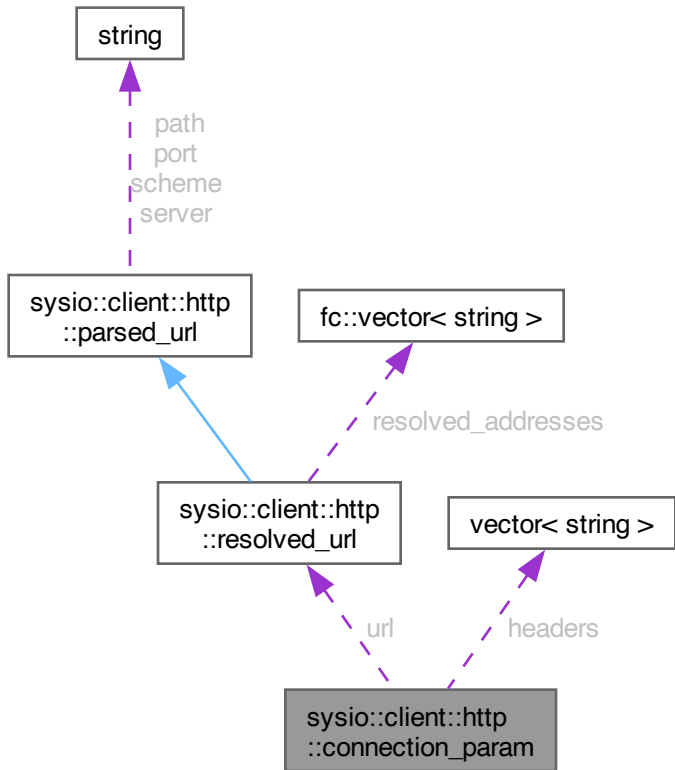 string
path
port
scheme
server
sysio::client::http
::parsed_url
fc::vector< string >
resolved_addresses
sysio::client::http
::resolved_url
vector< string >
url
headers
sysio::client::http
::connection_param